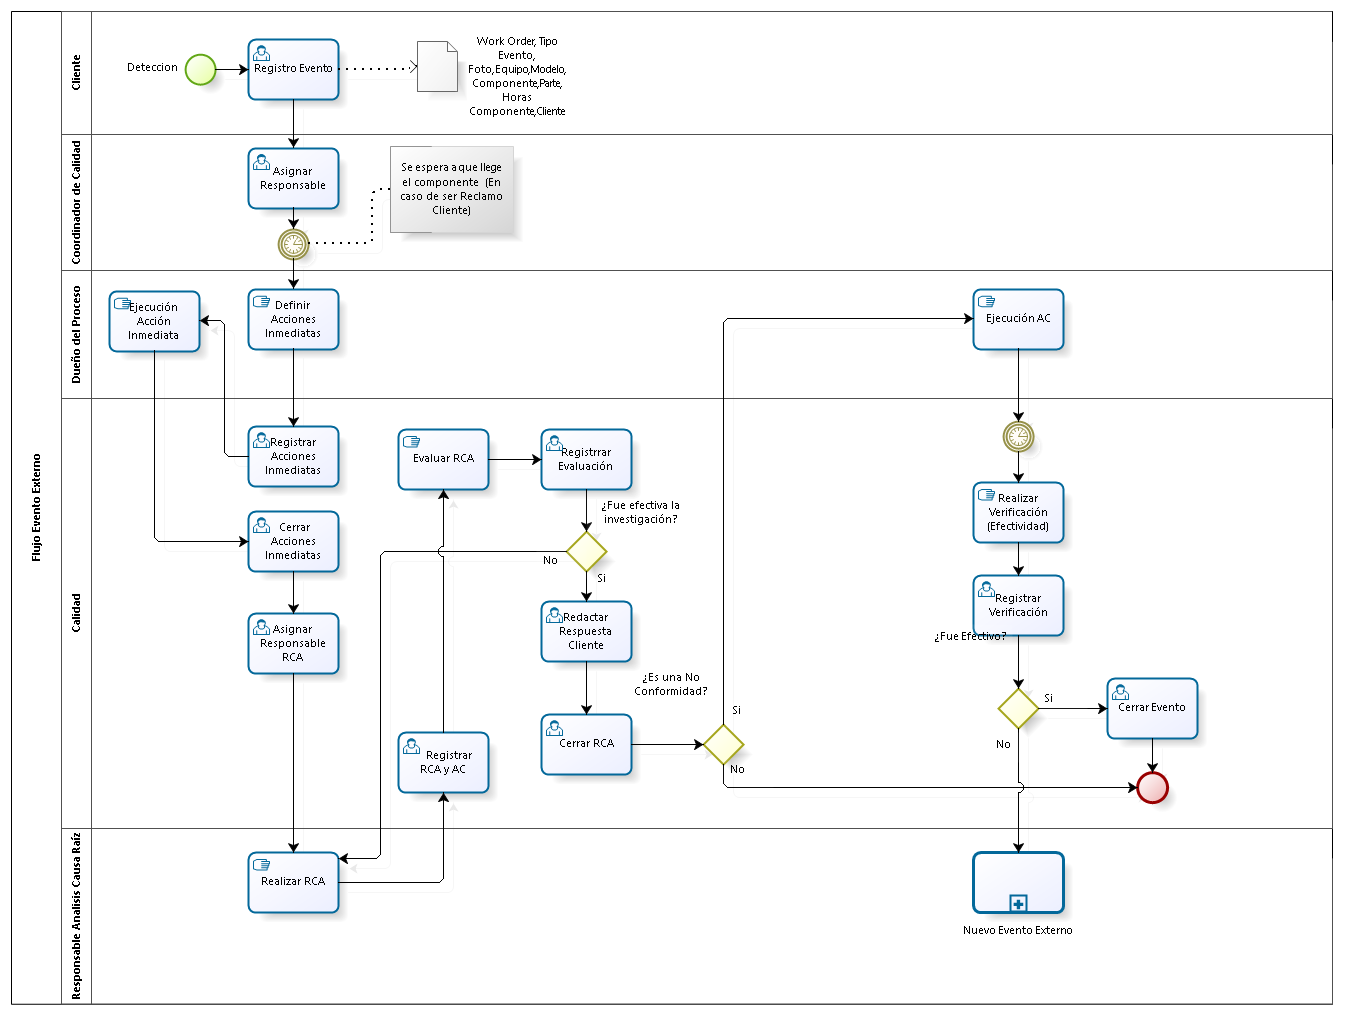 Flujo Evento Externo
Cliente
Deteccion
Registro Evento
Work Order, Tipo
Evento,
Foto,Equipo,Modelo,
Componente,Parte,
Horas
Componente,Cliente
Coordinador de Calidad
Asignar
Responsable
Se espera a que llege
el componente (En
caso de ser Reclamo
Cliente)
Dueño del Proceso
Ejecución
Acción
Inmediata
Definir
Acciones
Inmediatas
Ejecución AC
Calidad
Registrar
Acciones
Inmediatas
Evaluar RCA
Registrrar
Evaluación
¿Fue efectiva la
investigación?
No
Si
Cerrar
Acciones
Inmediatas
Asignar
Responsable
RCA
Redactar
Respuesta
Cliente
¿Es una No
Conformidad?
Si
No
Registrar
RCA y AC
Cerrar RCA
Realizar
Verificación
(Efectividad)
Registrar
Verificación
¿Fue Efectivo?
Si
No
Cerrar Evento
Responsable Analisis Causa Raíz
Realizar RCA
Nuevo Evento Externo